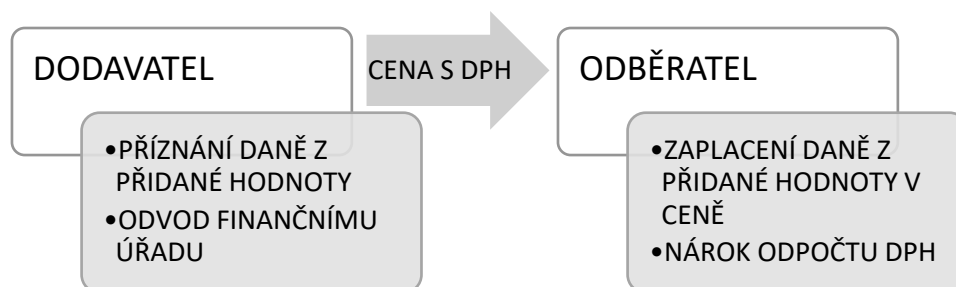 DODAVATEL
•PŘÍZNÁNÍ DANĚ Z
PŘIDANÉ HODNOTY
•ODVOD FINANČNÍMU
ÚŘADU
CENA S DPH
ODBĚRATEL
•ZAPLACENÍ DANĚ Z
PŘIDANÉ HODNOTY V
CENĚ
•NÁROK ODPOČTU DPH